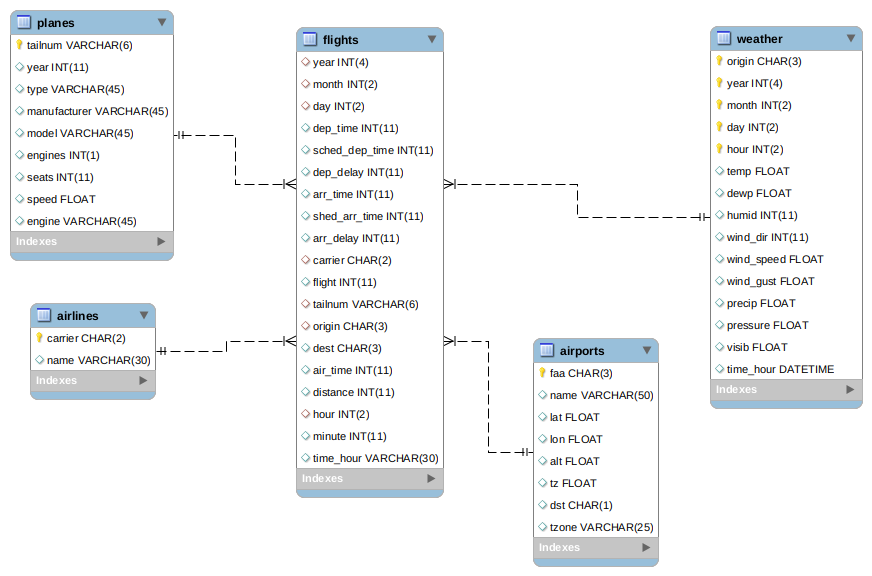 planes
tailnum VARCHAR(6)
year INT(11)
type VARCHAR(45)
manufacturer VARCHAR(45)
model VARCHAR(45)
engines INT(1)
seats INT(11)
speed FLOAT
engine VARCHAR(45)
Indexes
airlines
carrier CHAR(2)
name VARCHAR(30)
Indexes
flights
year INT(4)
month INT(2)
day INT(2)
dep_time INT(11)
sched_dep_time INT(11)
dep_delay INT(11)
arr_time INT(11)
shed_arr_time INT(11)
arr_delay INT(11)
carrier CHAR(2)
flight INT(11)
tailnum VARCHAR(6)
origin CHAR(3)
dest CHAR(3)
air_time INT(11)
distance INT(11)
hour INT(2)
minute INT(11)
time_hour VARCHAR(30)
Indexes
airports
faa CHAR(3)
name VARCHAR(50)
lat FLOAT
lon FLOAT
alt FLOAT
tz FLOAT
dst CHAR(1)
tzone VARCHAR(25)
Indexes
weather
origin CHAR(3)
year INT(4)
month INT(2)
day INT(2)
hour INT(2)
temp FLOAT
dewp FLOAT
humid INT(11)
wind_dir INT(11)
wind_speed FLOAT
wind_gust FLOAT
precip FLOAT
pressure FLOAT
visib FLOAT
time_hour DATETIME
Indexes